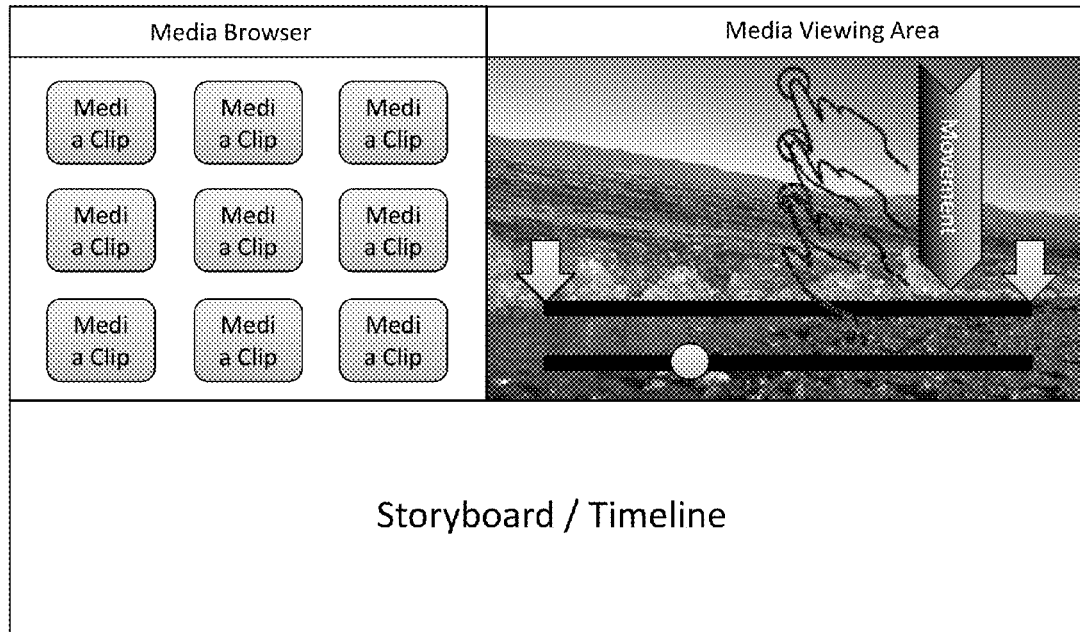 Media Browser
Media Viewing Area
Medi
a Clip
Medi
a Clip
Medi
a Clip
Movement
Medi
a Clip
Medi
a Clip
Medi
a Clip
Medi
a Clip
Medi
a Clip
Medi
a Clip
Storyboard / Timeline